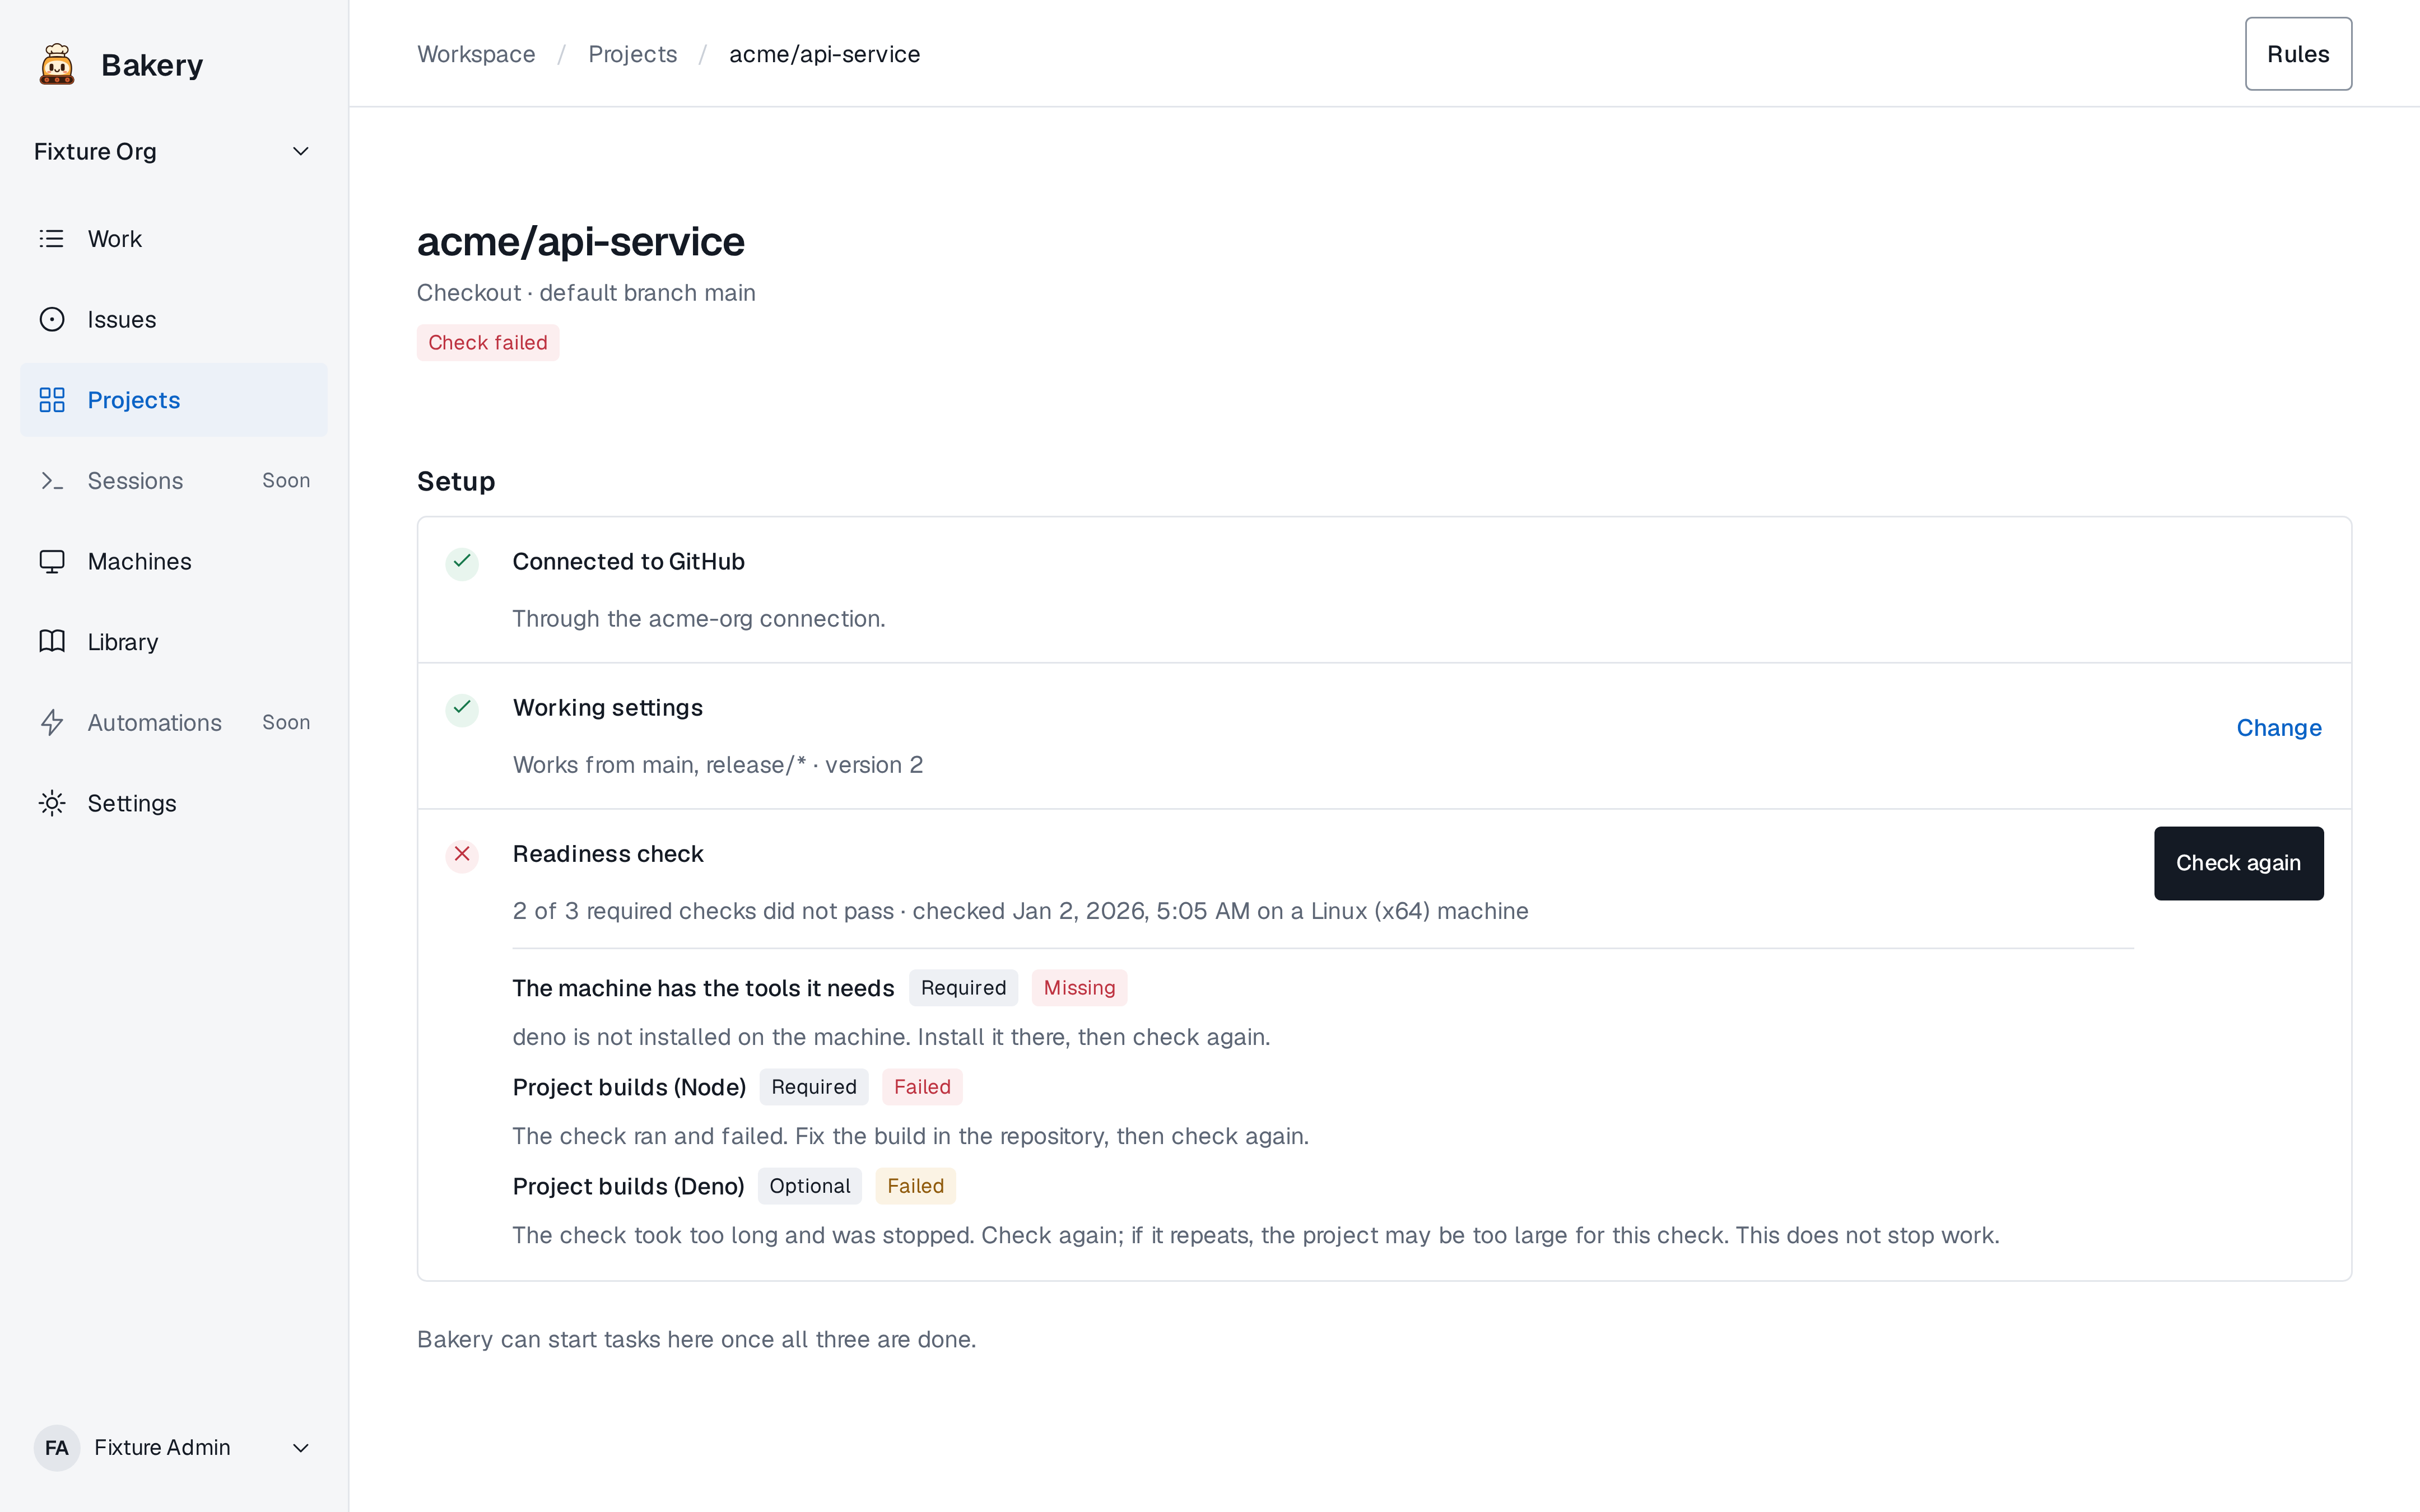 Bakery
Fixture Org
Work
Issues
Projects
Sessions Soon
Machines
Library
Automations Soon
Settings
FA Fixture Admin
Workspace / Projects / acme/api-service
Rules
acme/api-service
Checkout · default branch main
Check failed
Setup
Connected to GitHub
Through the acme-org connection.
Working settings
Works from main, release/* · version 2
Change
Readiness check
2 of 3 required checks did not pass · checked Jan 2, 2026, 5:05 AM on a Linux (x64) machine
Check again
The machine has the tools it needs Required Missing
deno is not installed on the machine. Install it there, then check again.
Project builds (Node) Required Failed
The check ran and failed. Fix the build in the repository, then check again.
Project builds (Deno) Optional Failed
The check took too long and was stopped. Check again; if it repeats, the project may be too large for this check. This does not stop work.
Bakery can start tasks here once all three are done.